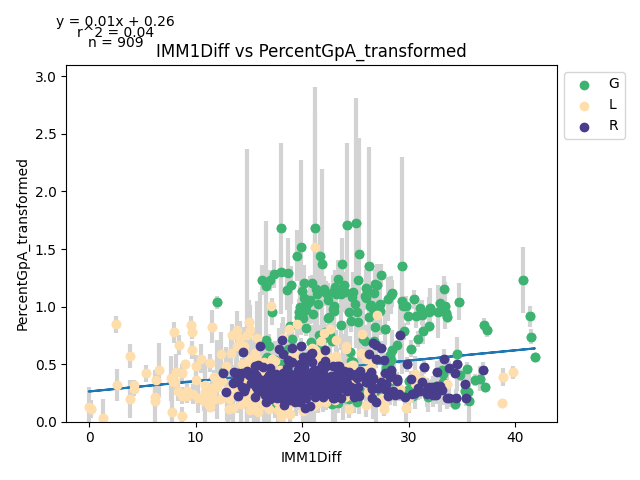 y = 0.01x + 0.26
r^2 = 0.04
n = 909
IMM1Diff vs PercentGpA_transformed
G
L
R
3.0
2.5
2.0
1.5
1.0
0.5
0.0
PercentGpA_transformed
0 10 20 30 40
IMM1Diff